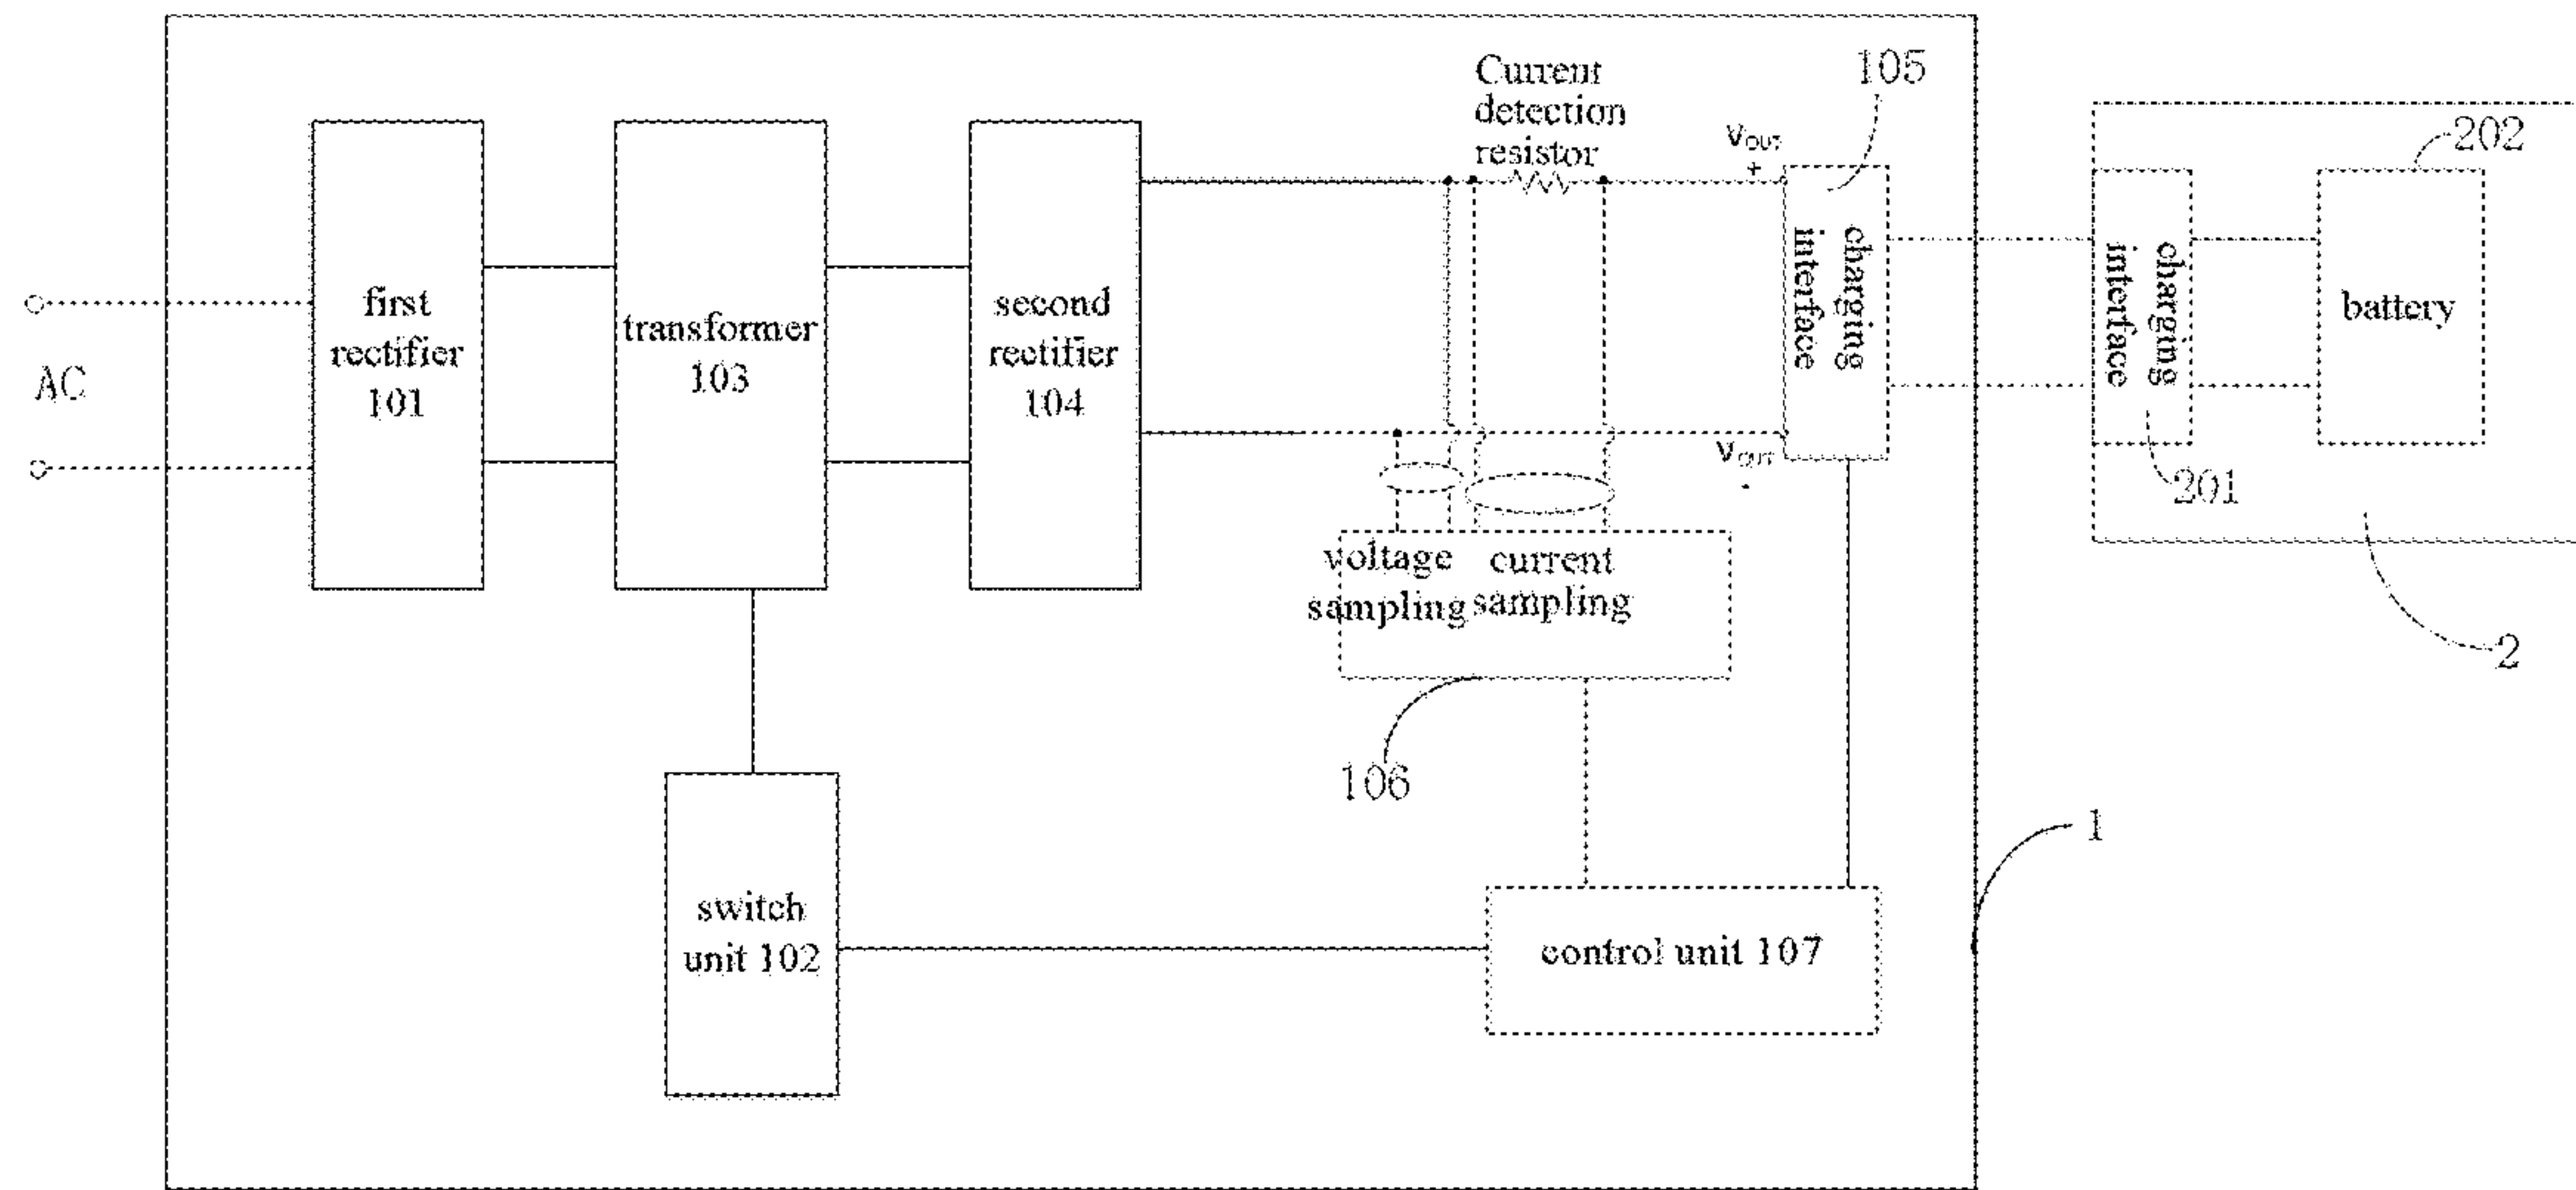 AC
first
rectifier
101
transformer
103
second
rectifier
104
Current
detection
resistor
105
VOUT
+
charging
interface
VOUT
-
voltage
sampling
current
sampling
106
switch
unit 102
control unit 107
1
charging
interface
201
202
battery
2